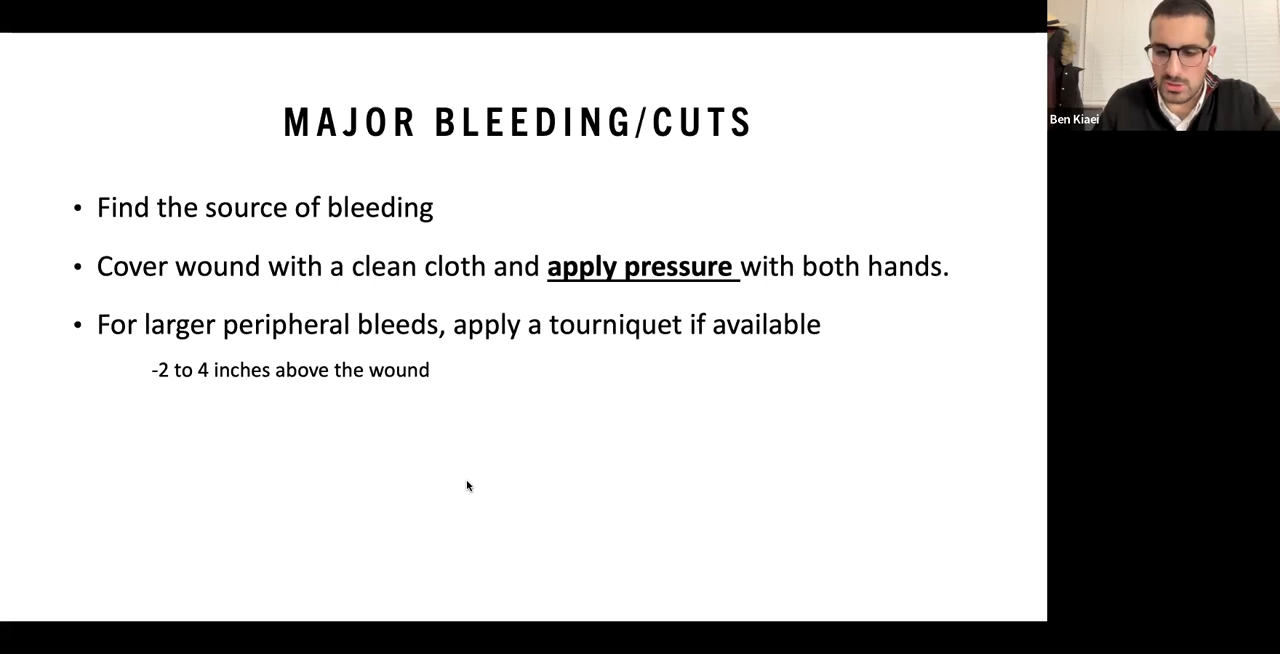 MAJOR BLEEDING/CUTS
• Find the source of bleeding
• Cover wound with a clean cloth and apply pressure with both hands.
• For larger peripheral bleeds, apply a tourniquet if available
-2 to 4 inches above the wound
Ben Kiaei